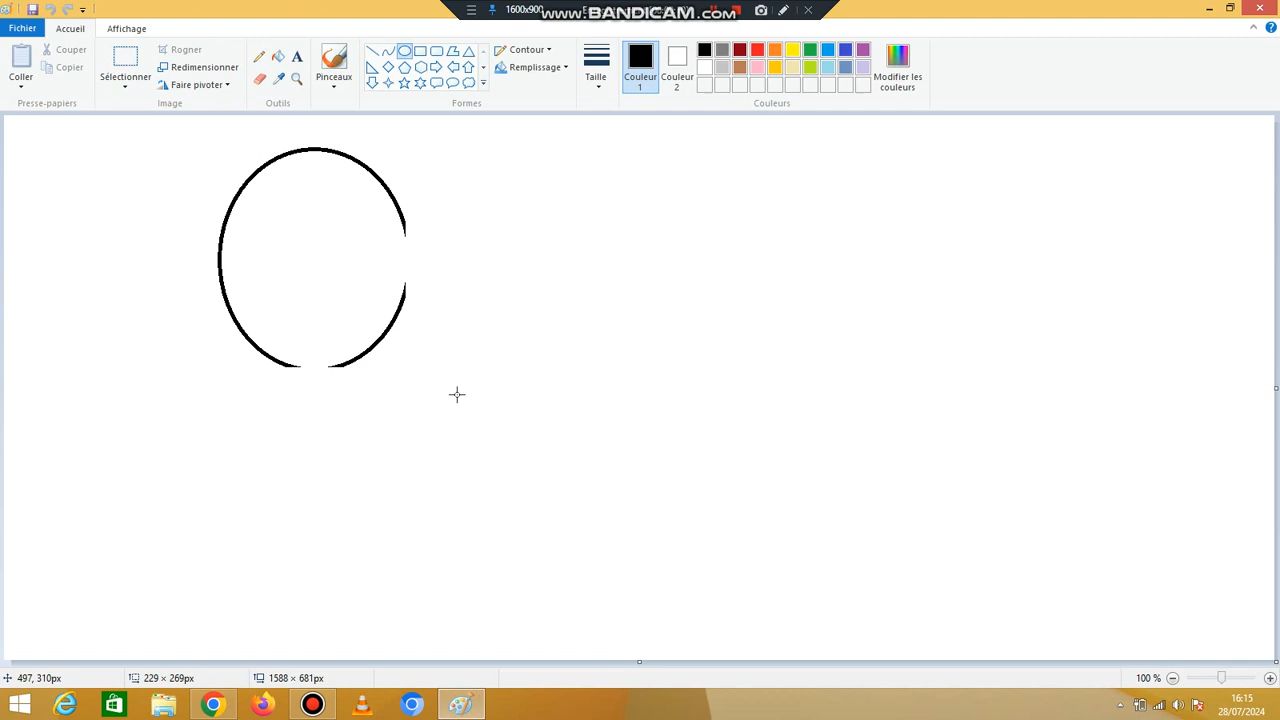 1600x900
www.BANDICAM.com
Fichier
Accueil
Affichage
Coller
Couper
Copier
Presse-papiers
Sélectionner
Rogner
Redimensionner
Faire pivoter
Image
Outils
Pinceaux
Formes
Contour
Remplissage
Taille
Couleur
1
Couleur
2
Modifier les
couleurs
Couleurs
497, 310px
229 × 269px
1588 × 681px
100 %
16:15
28/07/2024